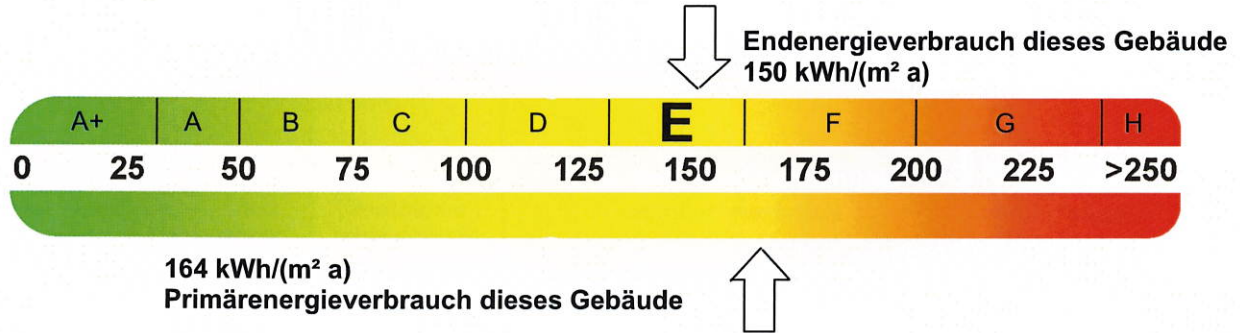 Endenergieverbrauch dieses Gebäude
150 kWh/(m² a)
A+ A B C D E F G H
0 25 50 75 100 125 150 175 200 225 >250
164 kWh/(m² a)
Primärenergieverbrauch dieses Gebäude